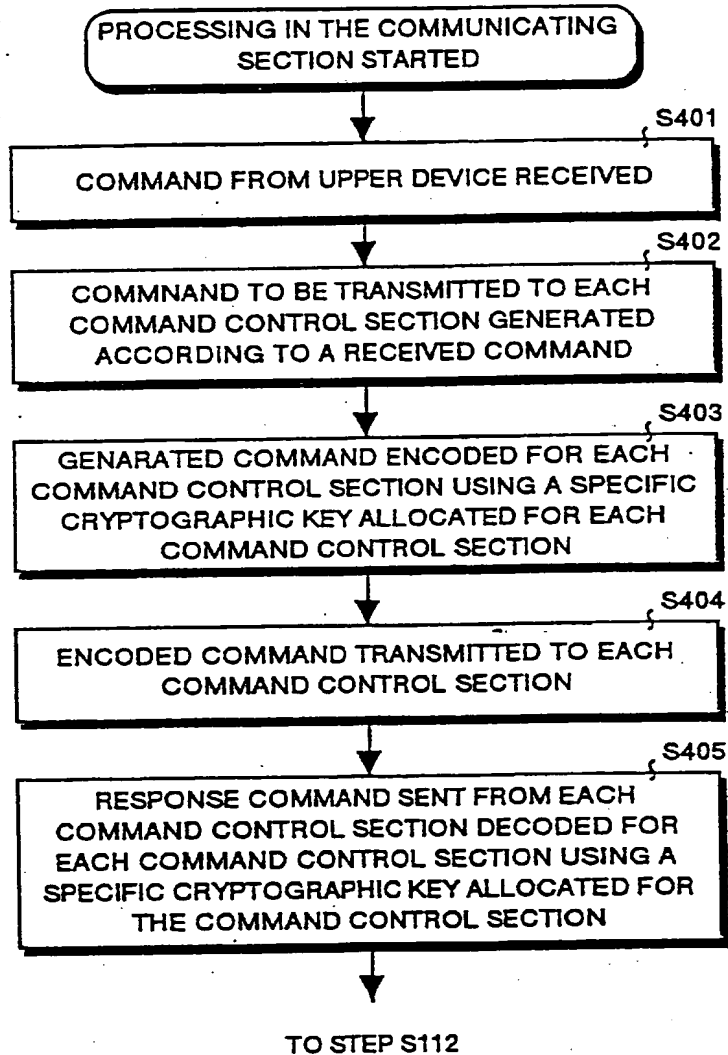 PROCESSING IN THE COMMUNICATING
SECTION STARTED
S401
COMMAND FROM UPPER DEVICE RECEIVED
S402
COMMNAND TO BE TRANSMITTED TO EACH
COMMAND CONTROL SECTION GENERATED
ACCORDING TO A RECEIVED COMMAND
S403
GENARATED COMMAND ENCODED FOR EACH
COMMAND CONTROL SECTION USING A SPECIFIC
CRYPTOGRAPHIC KEY ALLOCATED FOR EACH
COMMAND CONTROL SECTION
S404
ENCODED COMMAND TRANSMITTED TO EACH
COMMAND CONTROL SECTION
S405
RESPONSE COMMAND SENT FROM EACH
COMMAND CONTROL SECTION DECODED FOR
EACH COMMAND CONTROL SECTION USING A
SPECIFIC CRYPTOGRAPHIC KEY ALLOCATED FOR
THE COMMAND CONTROL SECTION
TO STEP S112